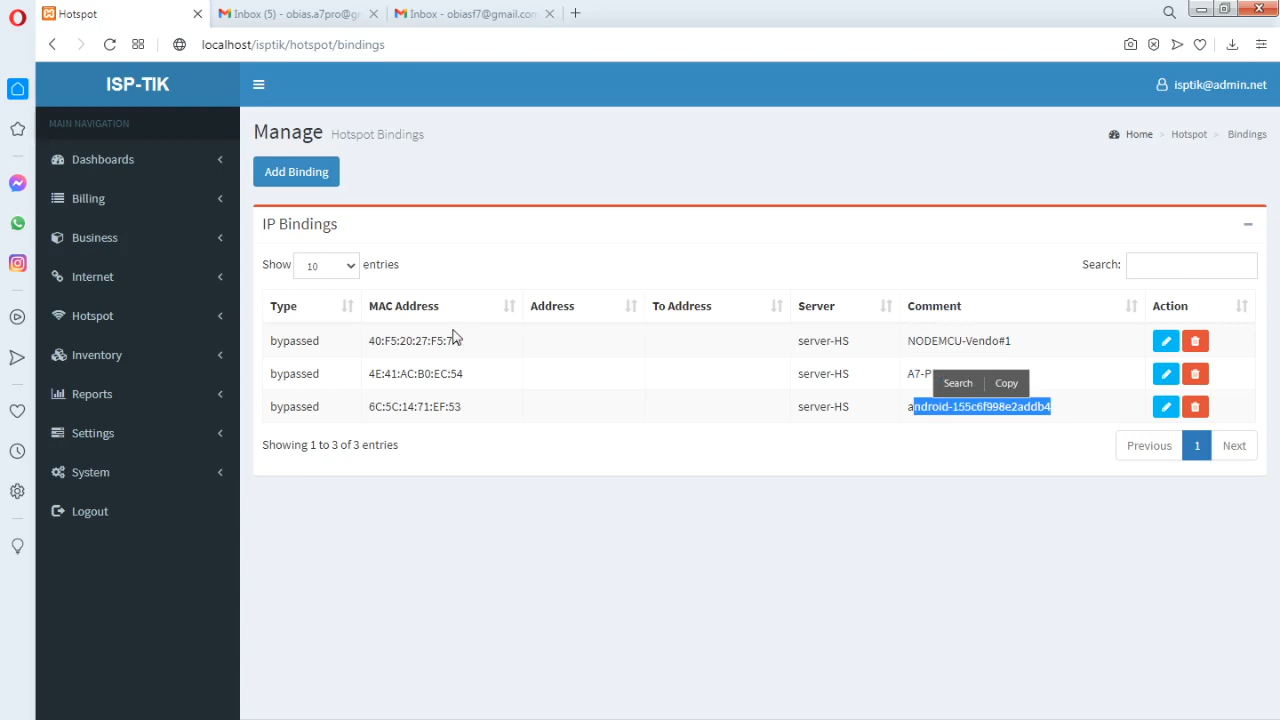 Hotspot
Inbox (5) - obias.a7pro@gr
Inbox - obiasf7@gmail.com
localhost/isptik/hotspot/bindings
ISP-TIK
isptik@admin.net
MAIN NAVIGATION
Dashboards
Billing
Business
Internet
Hotspot
Inventory
Reports
Settings
System
Logout
Manage Hotspot Bindings
Home > Hotspot > Bindings
Add Binding
IP Bindings
Show 10 entries
Search:
Type MAC Address Address To Address Server Comment Action
bypassed 40:F5:20:27:F5:7 server-HS NODEMCU-Vendo#1
bypassed 4E:41:AC:B0:EC:54 server-HS A7-P
Search Copy
bypassed 6C:5C:14:71:EF:53 server-HS android-155c6f998e2addb4
Showing 1 to 3 of 3 entries
Previous 1 Next